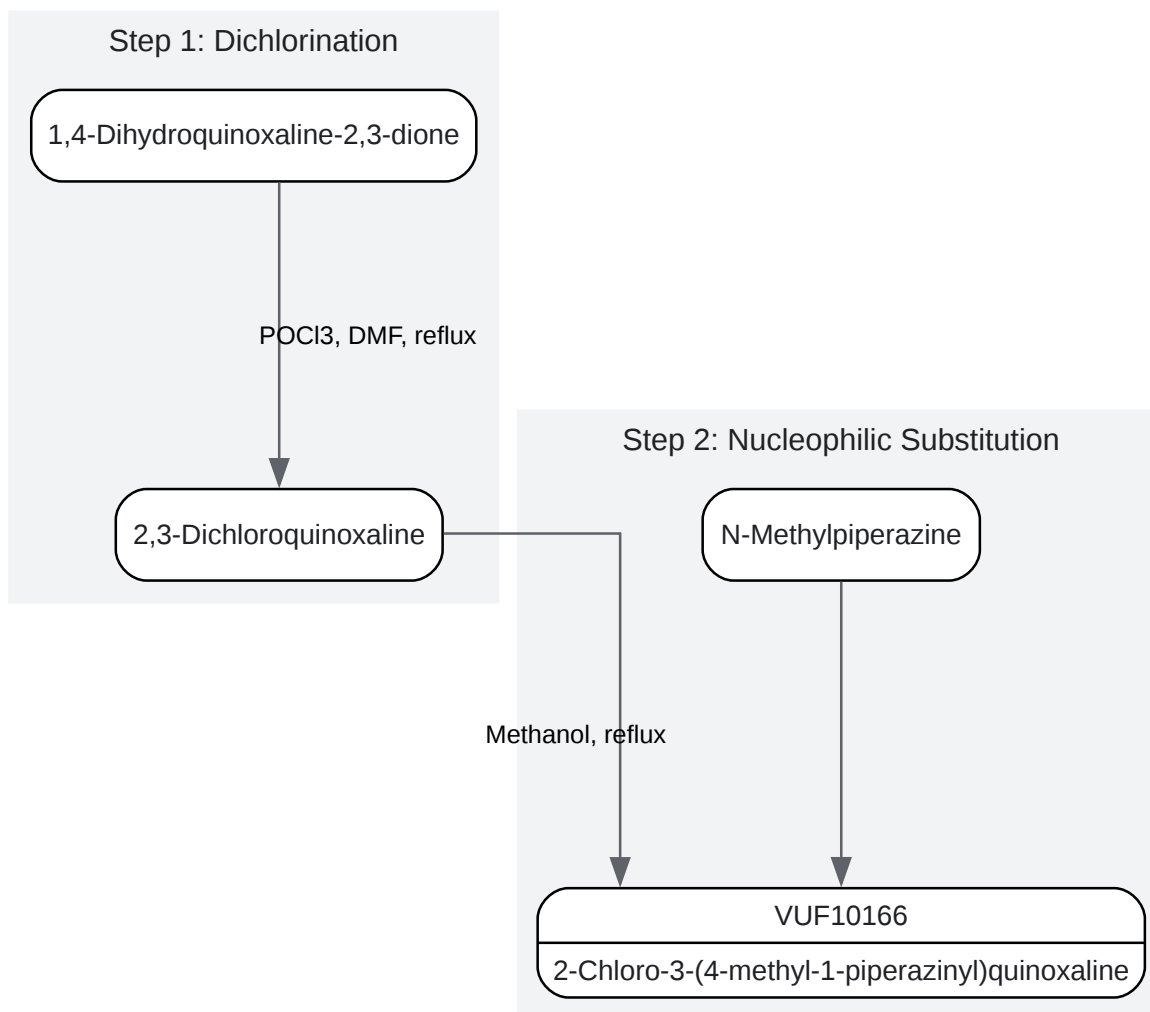 Step 1: Dichlorination
1,4-Dihydroquinoxaline-2,3-dione
POCl3, DMF, reflux
2,3-Dichloroquinoxaline
Step 2: Nucleophilic Substitution
N-Methylpiperazine
Methanol, reflux
VUF10166
2-Chloro-3-(4-methyl-1-piperazinyl)quinoxaline